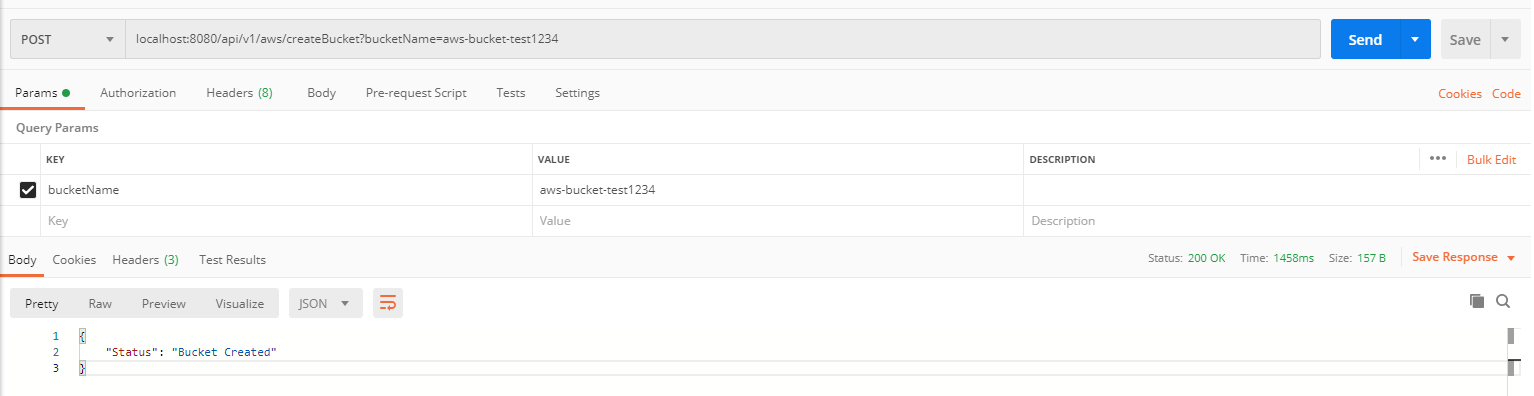 POST localhost:8080/api/v1/aws/createBucket?bucketName=aws-bucket-test1234 Send Save
Params Authorization Headers (8) Body Pre-request Script Tests Settings Cookies Code
Query Params
KEY VALUE DESCRIPTION ••• Bulk Edit
bucketName aws-bucket-test1234
Key Value Description
Body Cookies Headers (3) Test Results Status: 200 OK Time: 1458ms Size: 157 B Save Response
Pretty Raw Preview Visualize JSON
1 {
2 "Status": "Bucket Created"
3 }